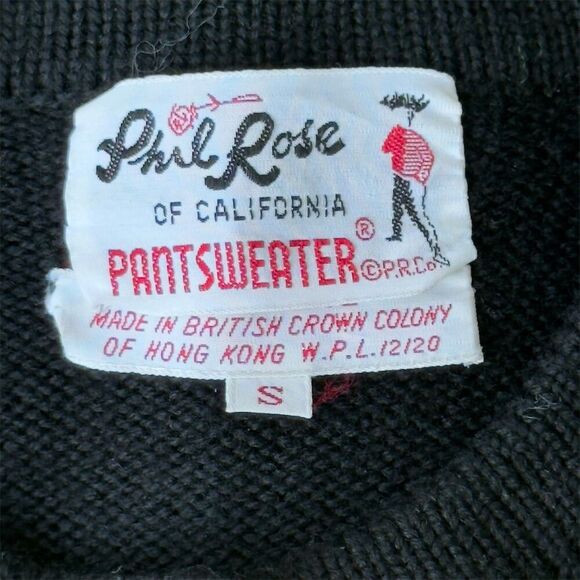 Phil Rose
OF CALIFORNIA
PANTSWEATER® ©P.R.Co.
MADE IN BRITISH CROWN COLONY
OF HONG KONG W.P.L.12120
S